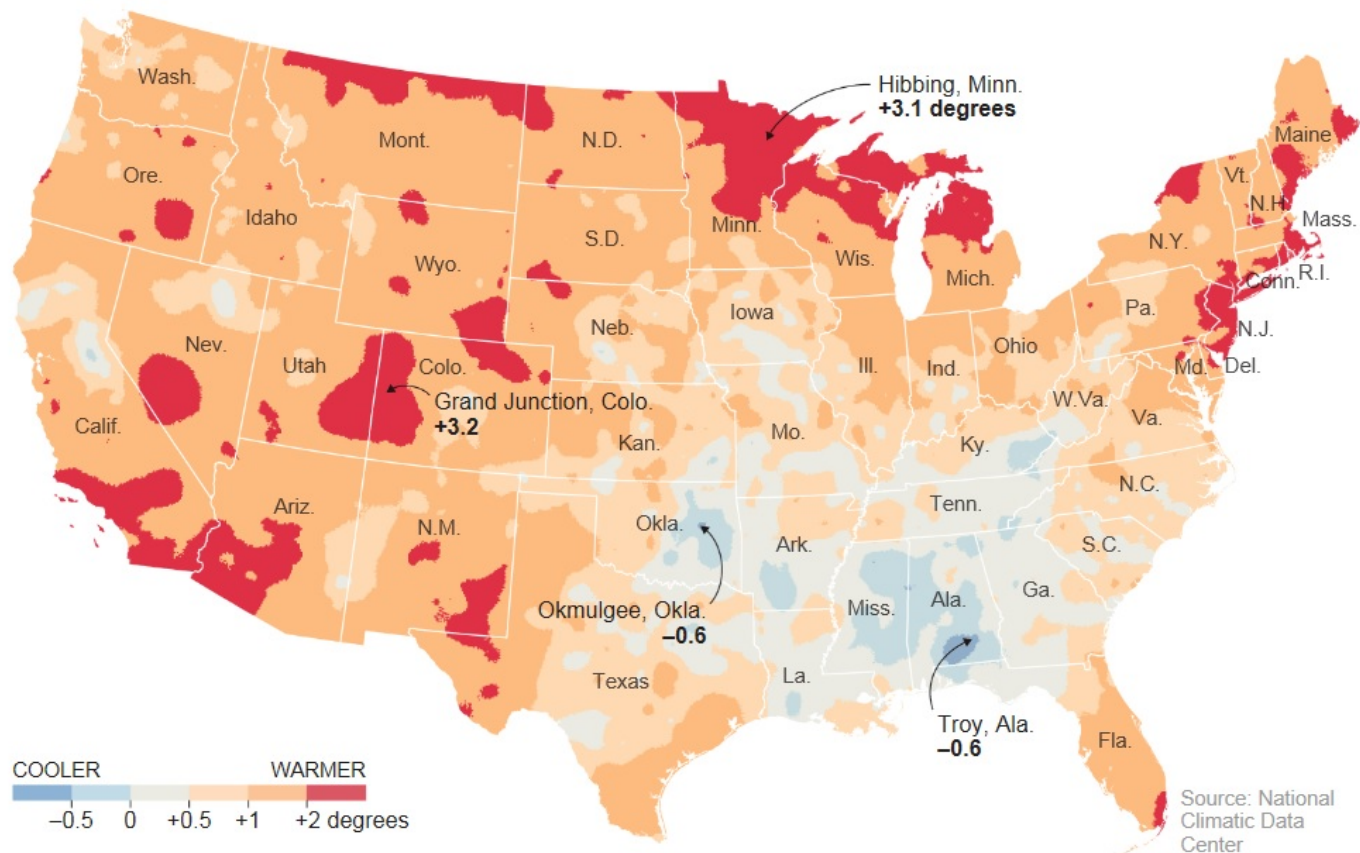 Wash.
Mont.
N.D.
Hibbing, Minn.
+3.1 degrees
Maine
Ore.
Idaho
S.D.
Minn.
Vt.
N.H.
Mass.
Wyo.
Wis.
Mich.
N.Y.
R.I.
Conn.
Neb.
Iowa
Pa.
N.J.
Nev.
Utah
Colo.
Ill.
Ind.
Ohio
Md.
Del.
Grand Junction, Colo.
+3.2
W.Va.
Va.
Calif.
Kan.
Mo.
Ky.
N.C.
Ariz.
N.M.
Okla.
Tenn.
Ark.
S.C.
Okmulgee, Okla.
–0.6
Miss.
Ala.
Ga.
Texas
La.
Troy, Ala.
–0.6
Fla.
COOLER WARMER
–0.5 0 +0.5 +1 +2 degrees
Source: National
Climatic Data
Center